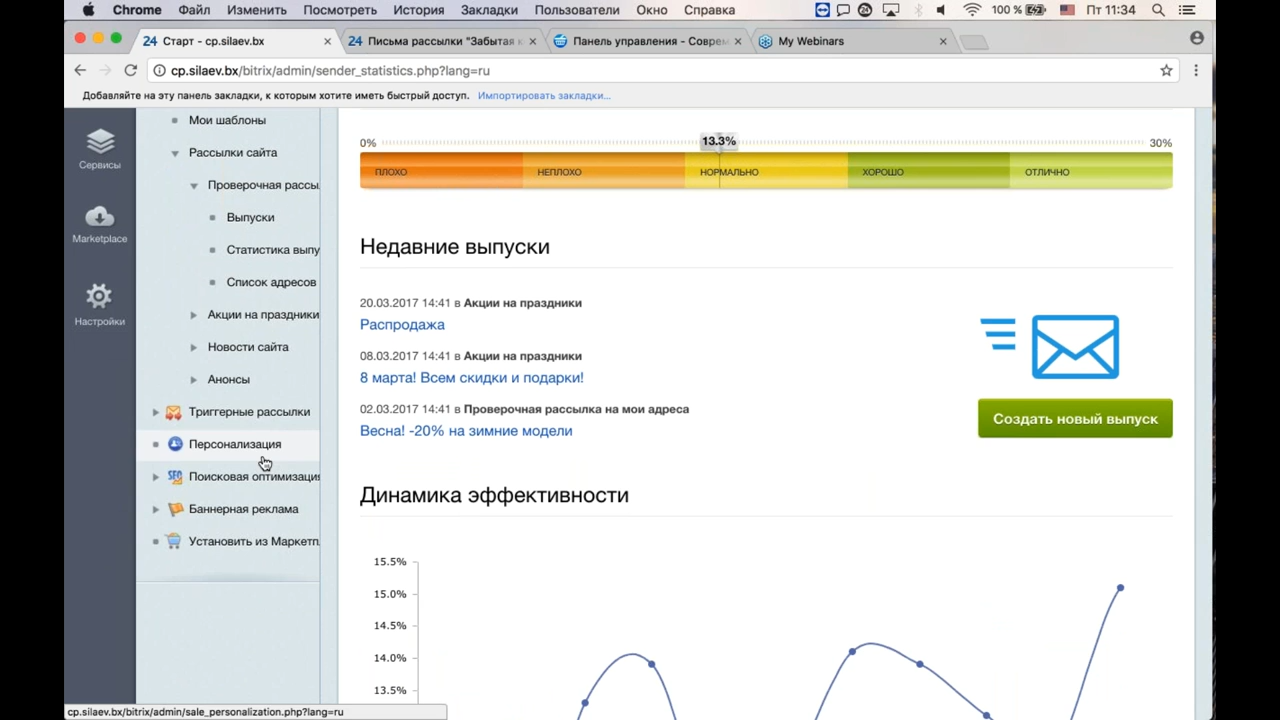 Chrome Файл Изменить Посмотреть История Закладки Пользователи Окно Справка 100 % Пт 11:34
24 Старт - cp.silaev.bx 24 Письма рассылки "Забытая Панель управления - Соврем My Webinars
cp.silaev.bx/bitrix/admin/sender_statistics.php?lang=ru
Добавляйте на эту панель закладки, к которым хотите иметь быстрый доступ. Импортировать закладки...
Сервисы
Marketplace
Настройки
Мои шаблоны
Рассылки сайта
Проверочная рассы
Выпуски
Статистика выпу
Список адресов
Акции на праздники
Новости сайта
Анонсы
Триггерные рассылки
Персонализация
Поисковая оптимизация
Баннерная реклама
Установить из Маркетп
0% 13.3% 30%
ПЛОХО НЕПЛОХО НОРМАЛЬНО ХОРОШО ОТЛИЧНО
Недавние выпуски
20.03.2017 14:41 в Акции на праздники
Распродажа
08.03.2017 14:41 в Акции на праздники
8 марта! Всем скидки и подарки!
02.03.2017 14:41 в Проверочная рассылка на мои адреса
Весна! -20% на зимние модели
Создать новый выпуск
Динамика эффективности
15.5%
15.0%
14.5%
14.0%
13.5%
cp.silaev.bx/bitrix/admin/sale_personalization.php?lang=ru